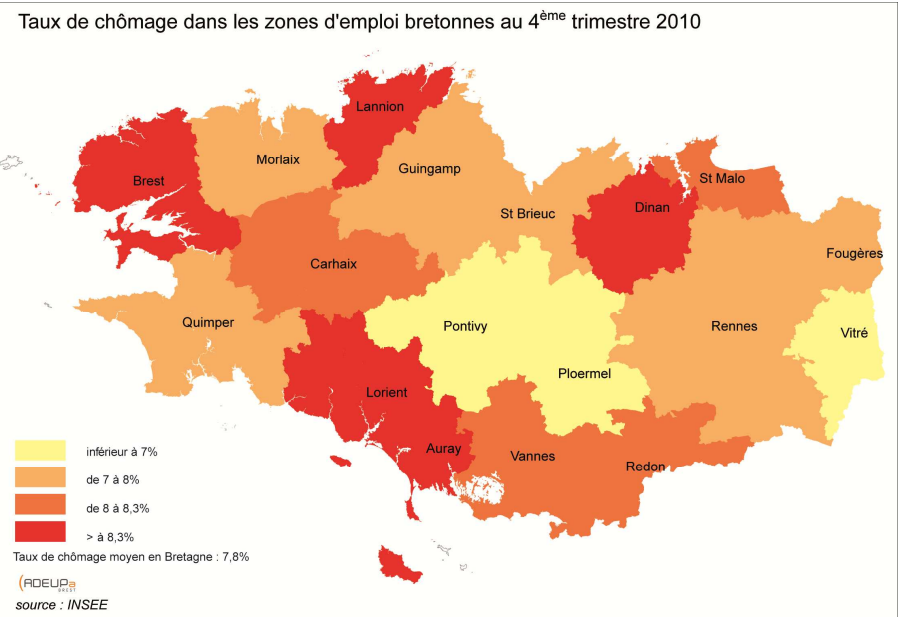 Taux de chômage dans les zones d'emploi bretonnes au 4ème trimestre 2010
Lannion
Morlaix
Guingamp
Brest
St Malo
Dinan
St Brieuc
Fougères
Carhaix
Quimper
Pontivy
Rennes
Vitré
Ploermel
Lorient
Auray
Vannes
Redon
inférieur à 7%
de 7 à 8%
de 8 à 8,3%
> à 8,3%
Taux de chômage moyen en Bretagne : 7,8%
ADEUPa
BREST
source : INSEE